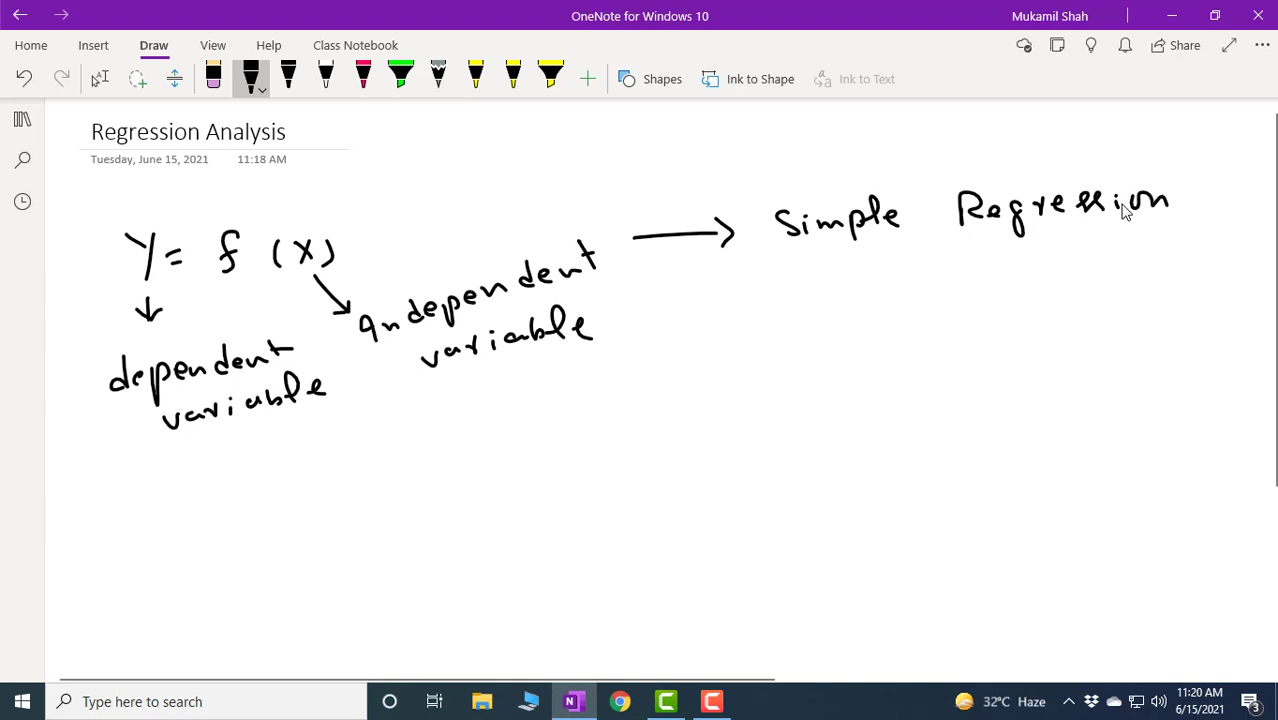 OneNote for Windows 10
Mukamil Shah
Home Insert Draw View Help Class Notebook
Share
Shapes
Ink to Shape
Ink to Text
Regression Analysis
Tuesday, June 15, 2021 11:18 AM
Y = f (X)
Simple Regression
Independent
variable
dependent
variable
Type here to search
32°C Haze
11:20 AM
6/15/2021
3